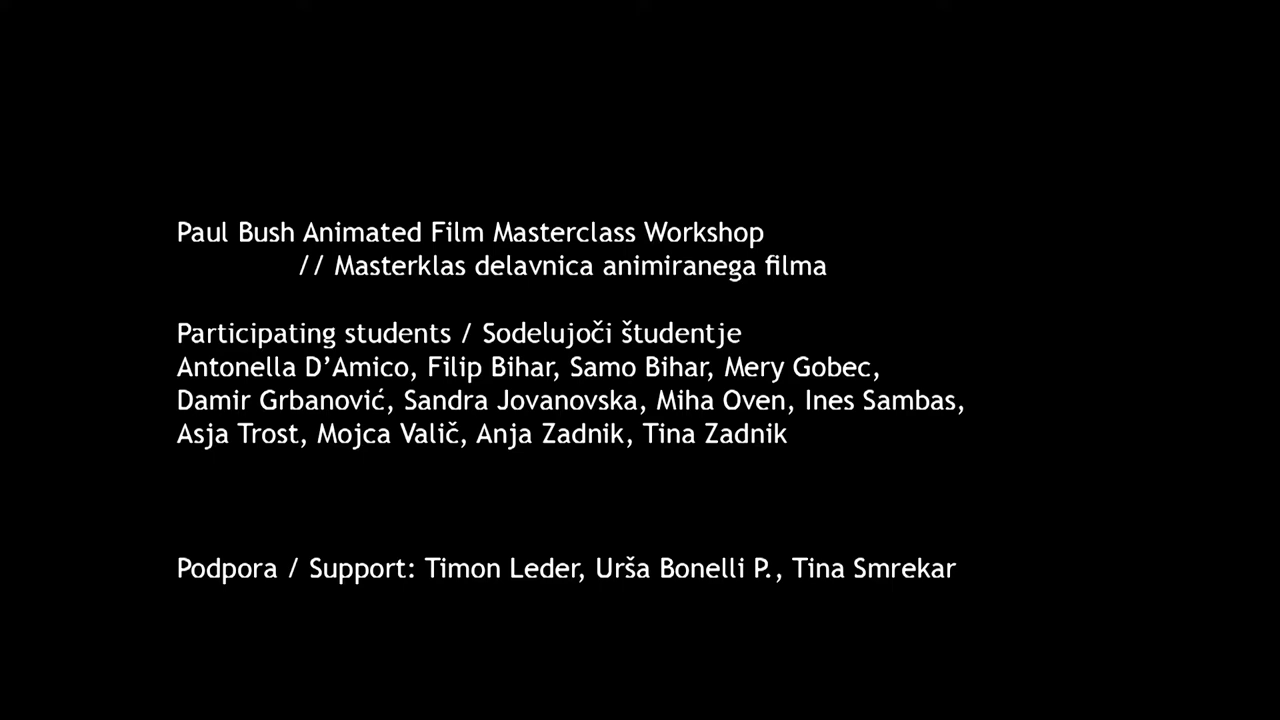 Paul Bush Animated Film Masterclass Workshop
// Masterklas delavnica animiranega filma
Participating students / Sodelujoči študentje
Antonella D’Amico, Filip Bihar, Samo Bihar, Mery Gobec,
Damir Grbanović, Sandra Jovanovska, Miha Oven, Ines Sambas,
Asja Trost, Mojca Valič, Anja Zadnik, Tina Zadnik
Podpora / Support: Timon Leder, Urša Bonelli P., Tina Smrekar